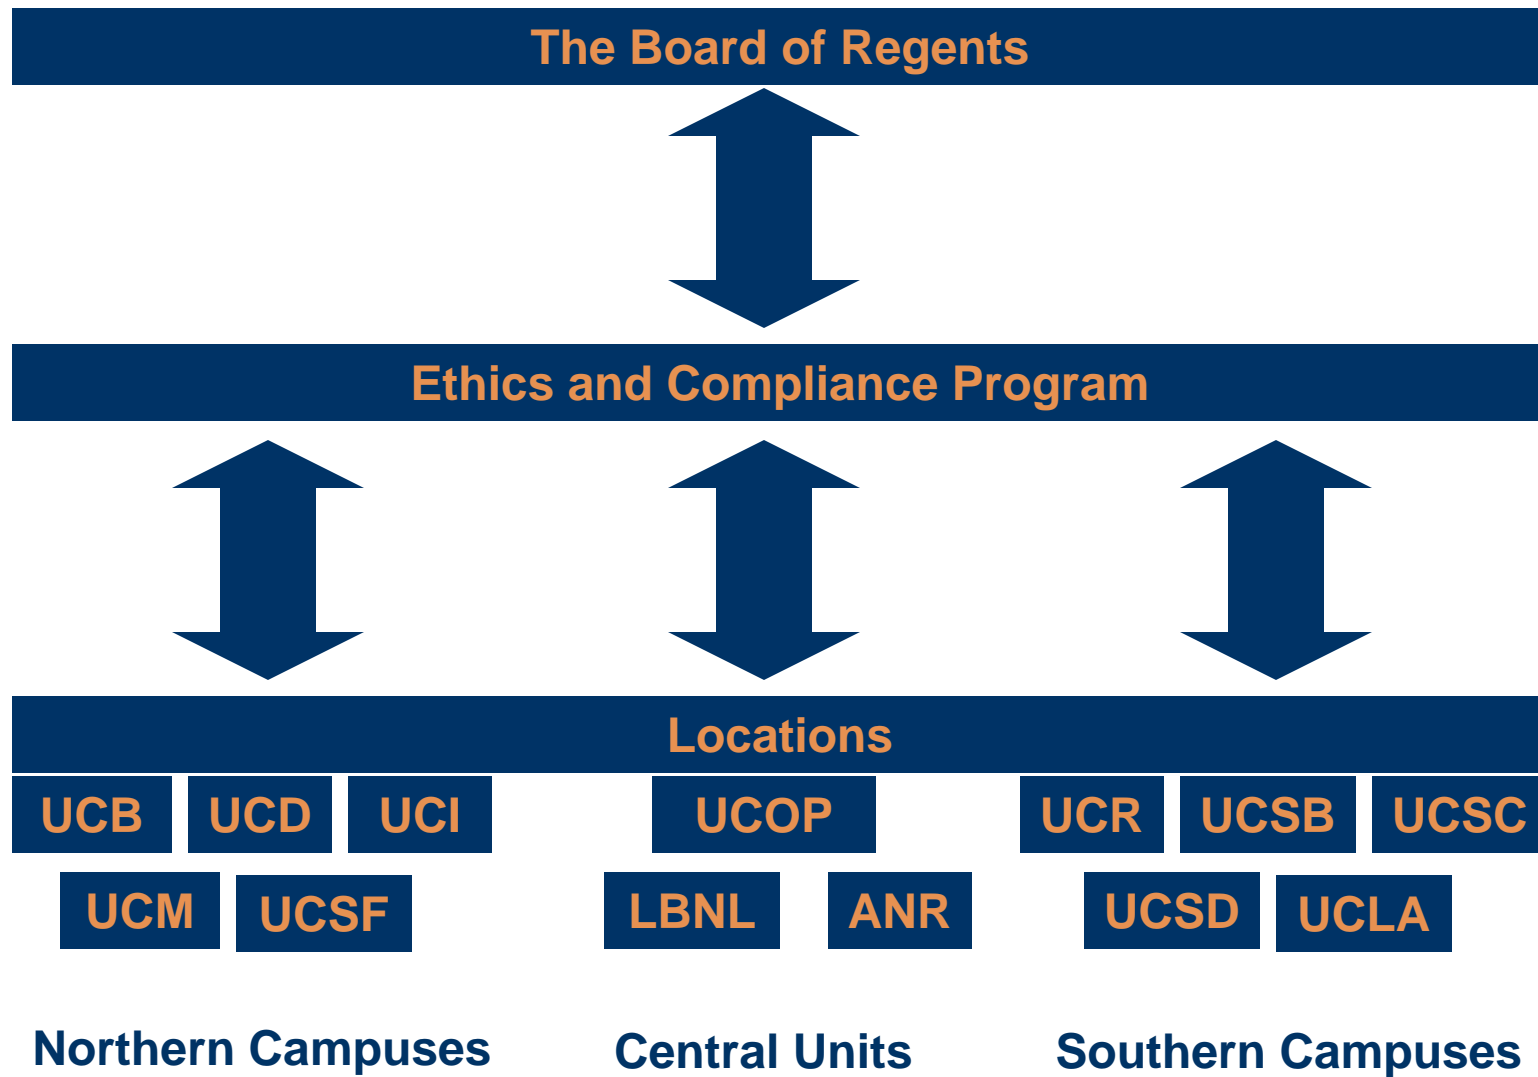 The Board of Regents
Ethics and Compliance Program
Locations
UCB UCD UCI UCOP UCR UCSB UCSC
UCM UCSF LBNL ANR UCSD UCLA
Northern Campuses Central Units Southern Campuses